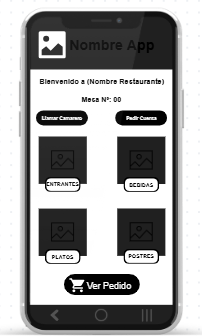 Nombre App
Bienvenido a (Nombre Restaurante)
Mesa Nº: 00
Llamar Camarero
Pedir Cuenta
ENTRANTES
BEBIDAS
PLATOS
POSTRES
Ver Pedido